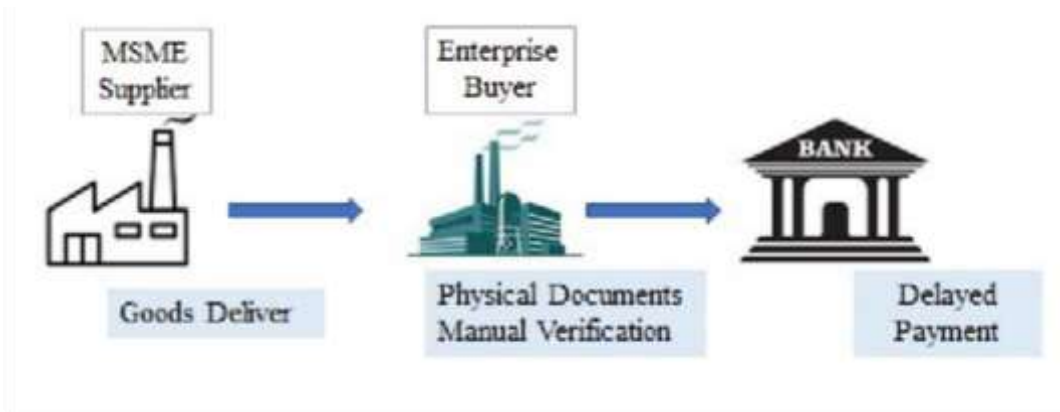 MSME
Supplier
Enterprise
Buyer
BANK
Goods Deliver
Physical Documents
Manual Verification
Delayed
Payment